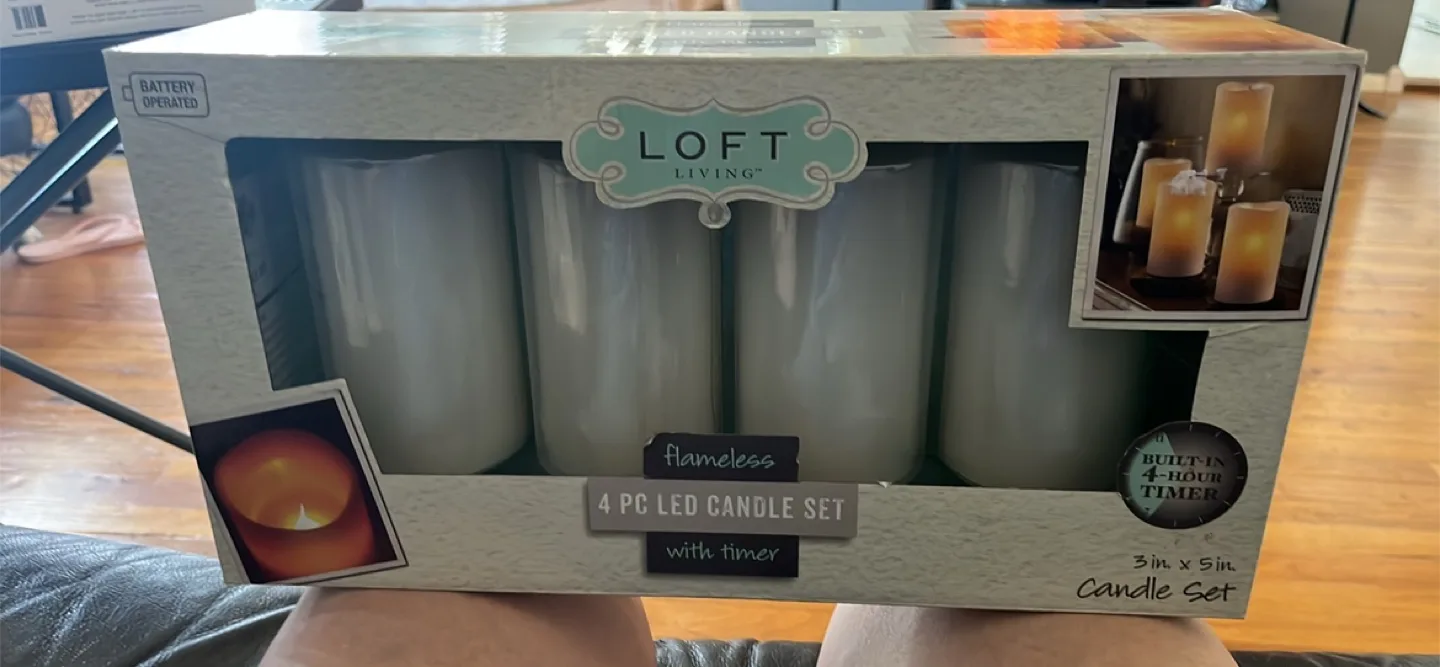 BATTERY
OPERATED
LOFT
LIVING™
flameless
4 PC LED CANDLE SET
with timer
BUILT-IN
4-HOUR
TIMER
3 in. x 5 in.
Candle Set